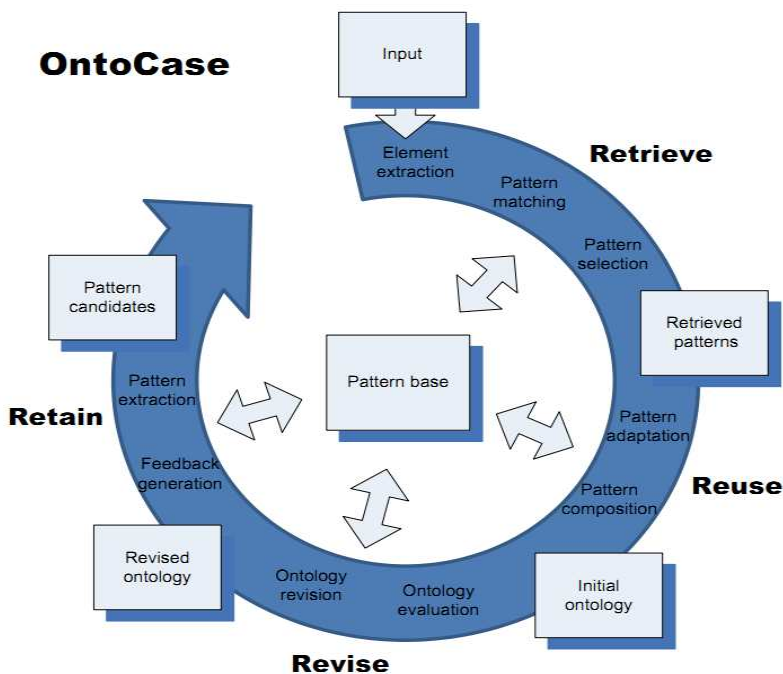 OntoCase
Input
Element
extraction
Retrieve
Pattern
matching
Pattern
selection
Retrieved
patterns
Pattern
adaptation
Reuse
Pattern
composition
Initial
ontology
Ontology
evaluation
Revise
Ontology
revision
Revised
ontology
Feedback
generation
Retain
Pattern
extraction
Pattern
candidates
Pattern base